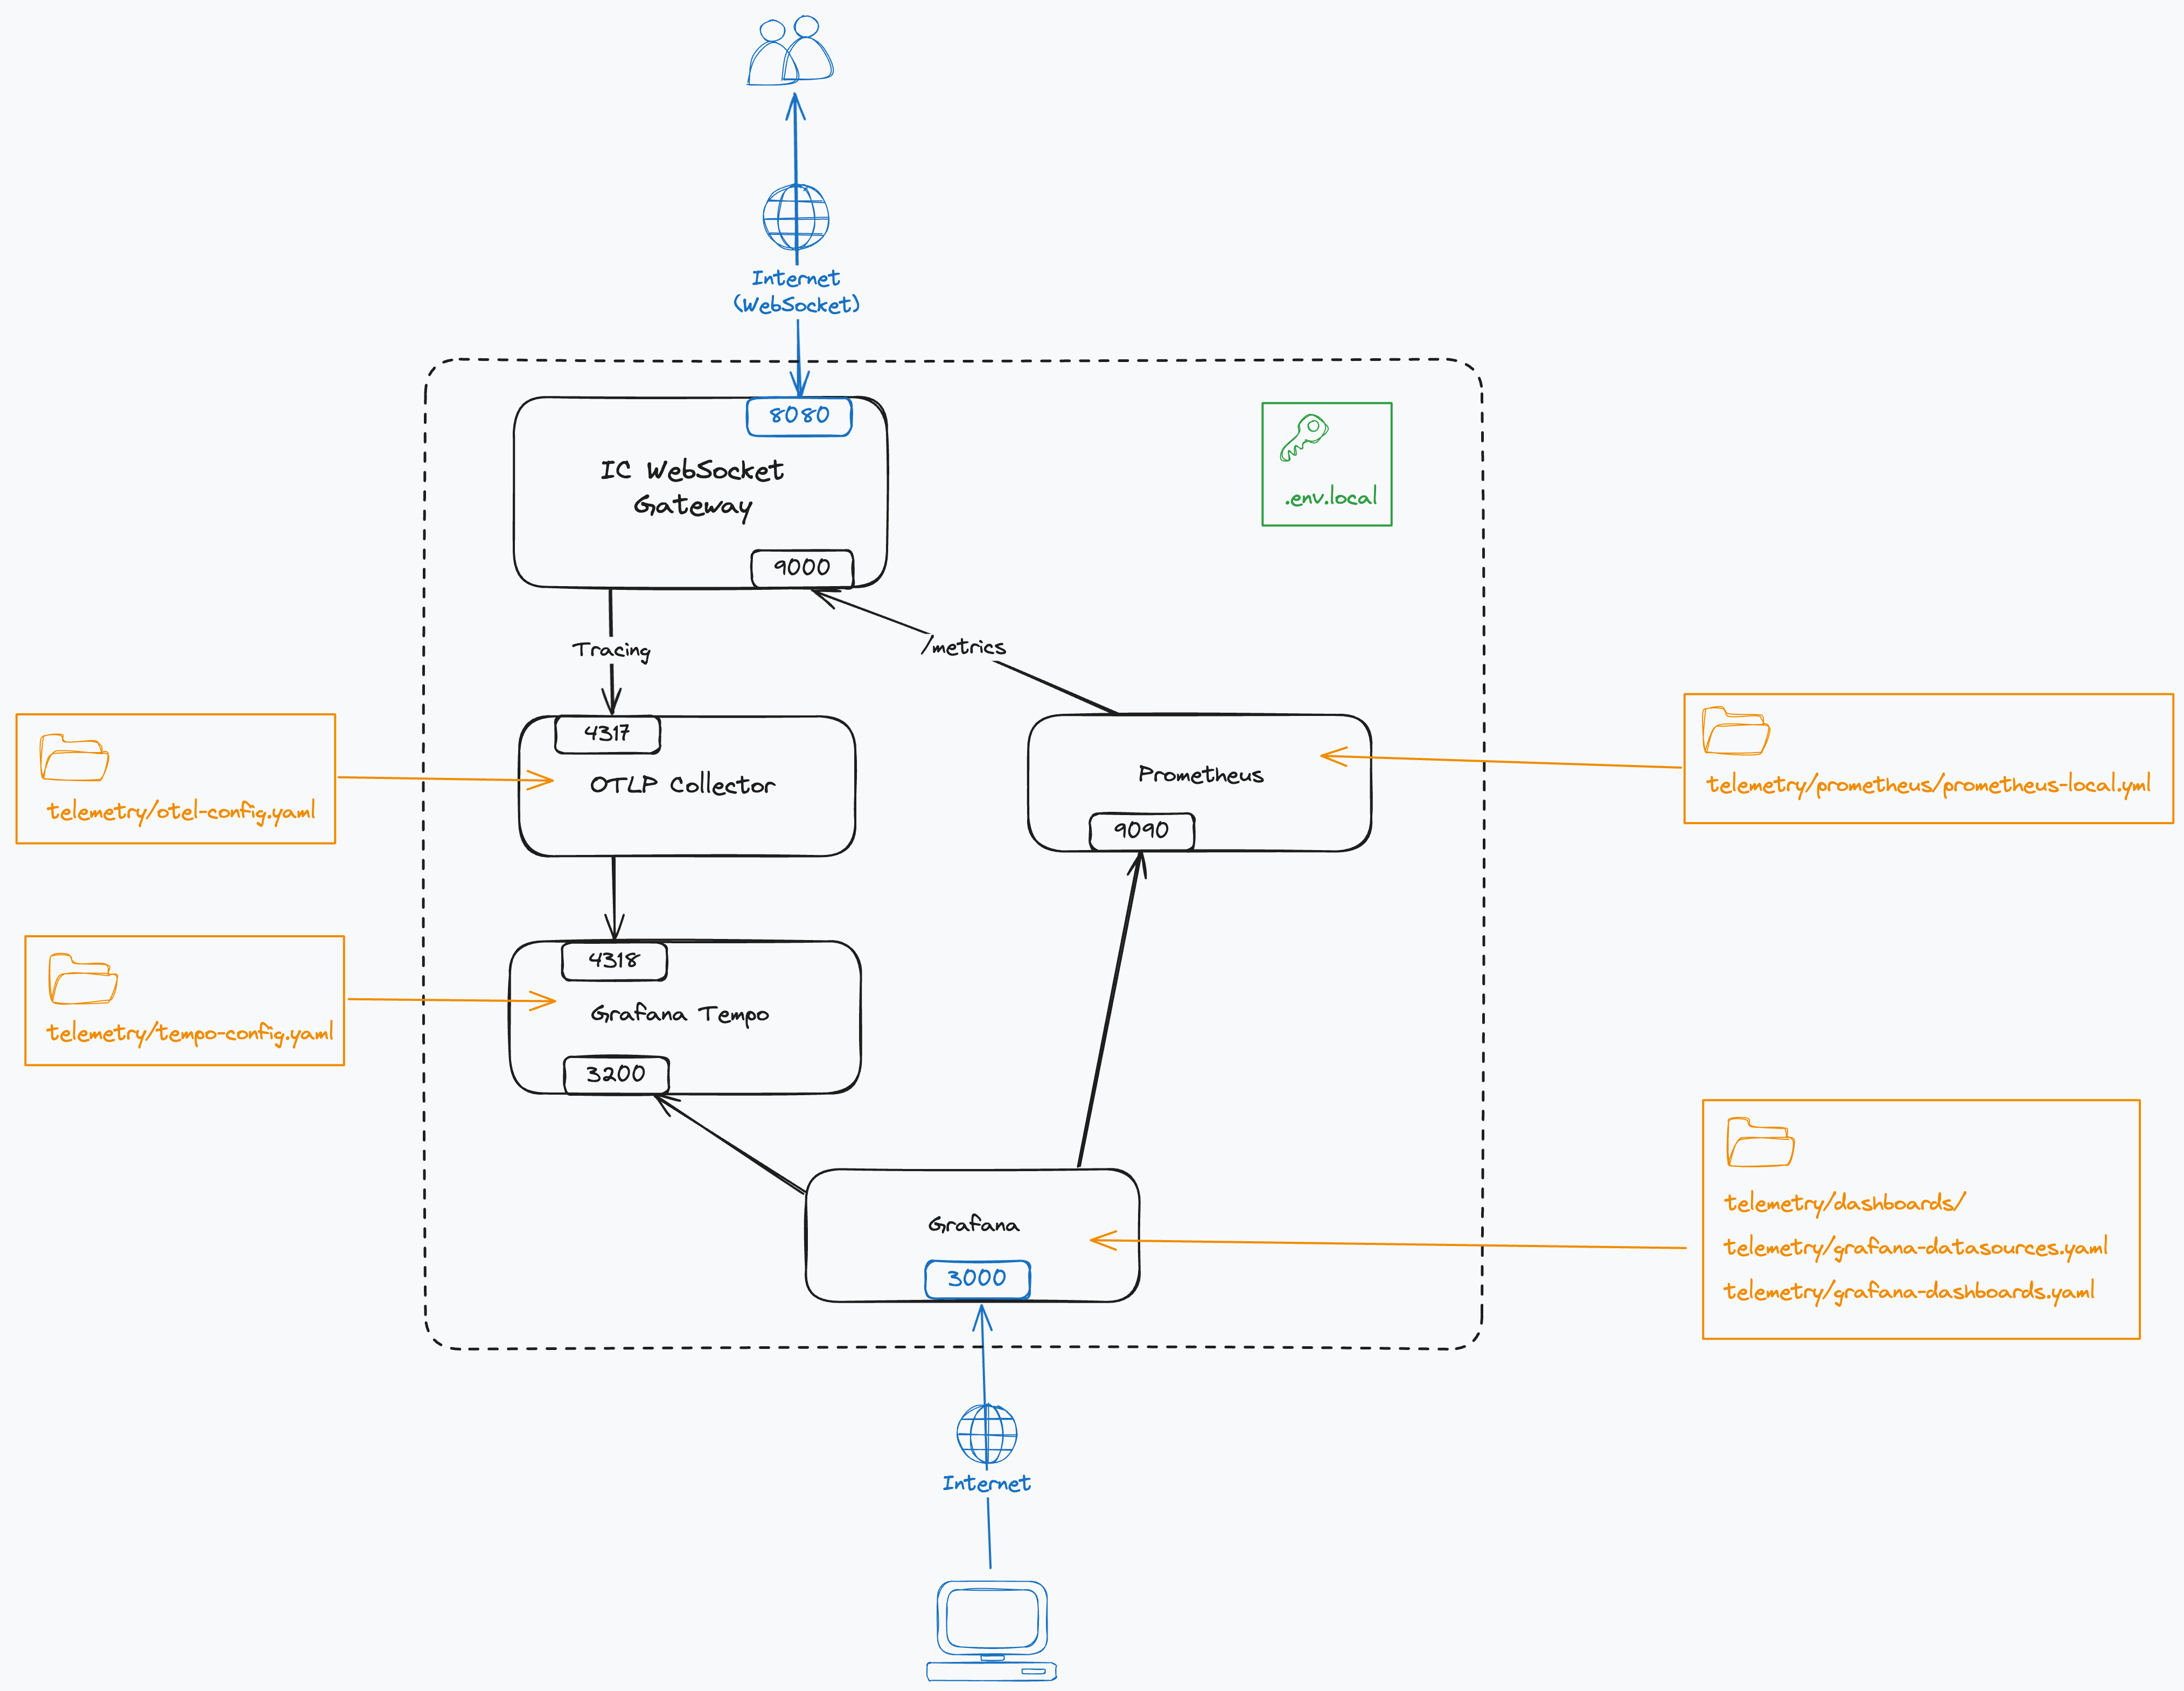 Internet
(WebSocket)
8080
IC WebSocket
Gateway
.env.local
9000
Tracing
/metrics
4317
OTLP Collector
telemetry/otel-config.yaml
Prometheus
9090
telemetry/prometheus/prometheus-local.yml
4318
Grafana Tempo
3200
telemetry/tempo-config.yaml
Grafana
3000
telemetry/dashboards/
telemetry/grafana-datasources.yaml
telemetry/grafana-dashboards.yaml
Internet